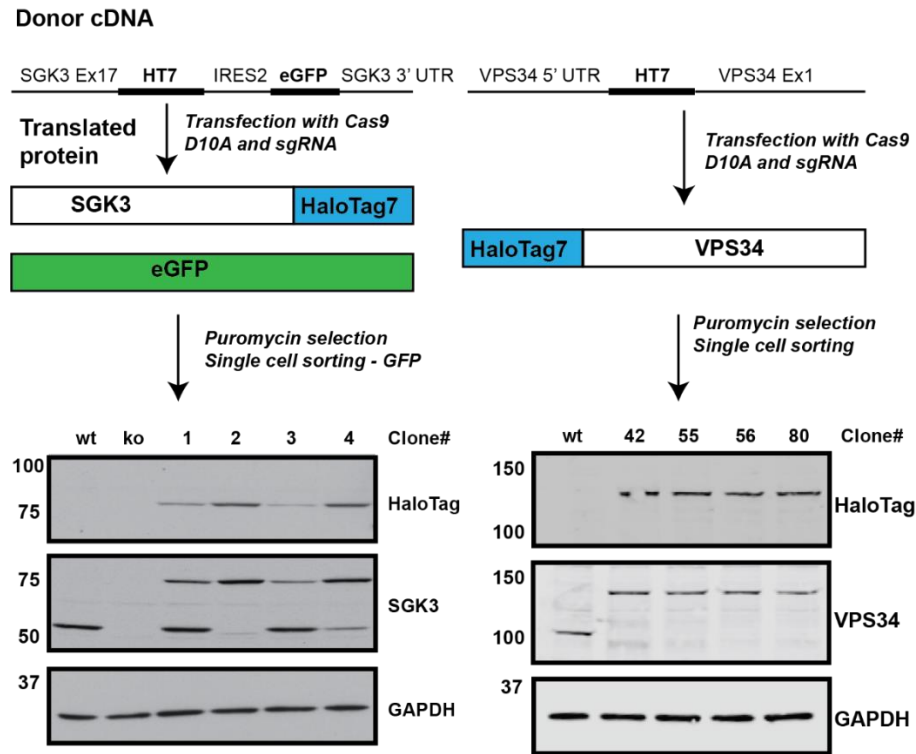 Donor cDNA
SGK3 Ex17 HT7 IRES2 eGFP SGK3 3' UTR
Translated protein
Transfection with Cas9
D10A and sgRNA
SGK3 HaloTag7
eGFP
Puromycin selection
Single cell sorting - GFP
wt ko 1 2 3 4 Clone#
100
75
HaloTag
75
50
SGK3
37
GAPDH
VPS34 5' UTR HT7 VPS34 Ex1
Transfection with Cas9
D10A and sgRNA
HaloTag7 VPS34
Puromycin selection
Single cell sorting
wt 42 55 56 80 Clone#
150
100
HaloTag
150
100
VPS34
37
GAPDH